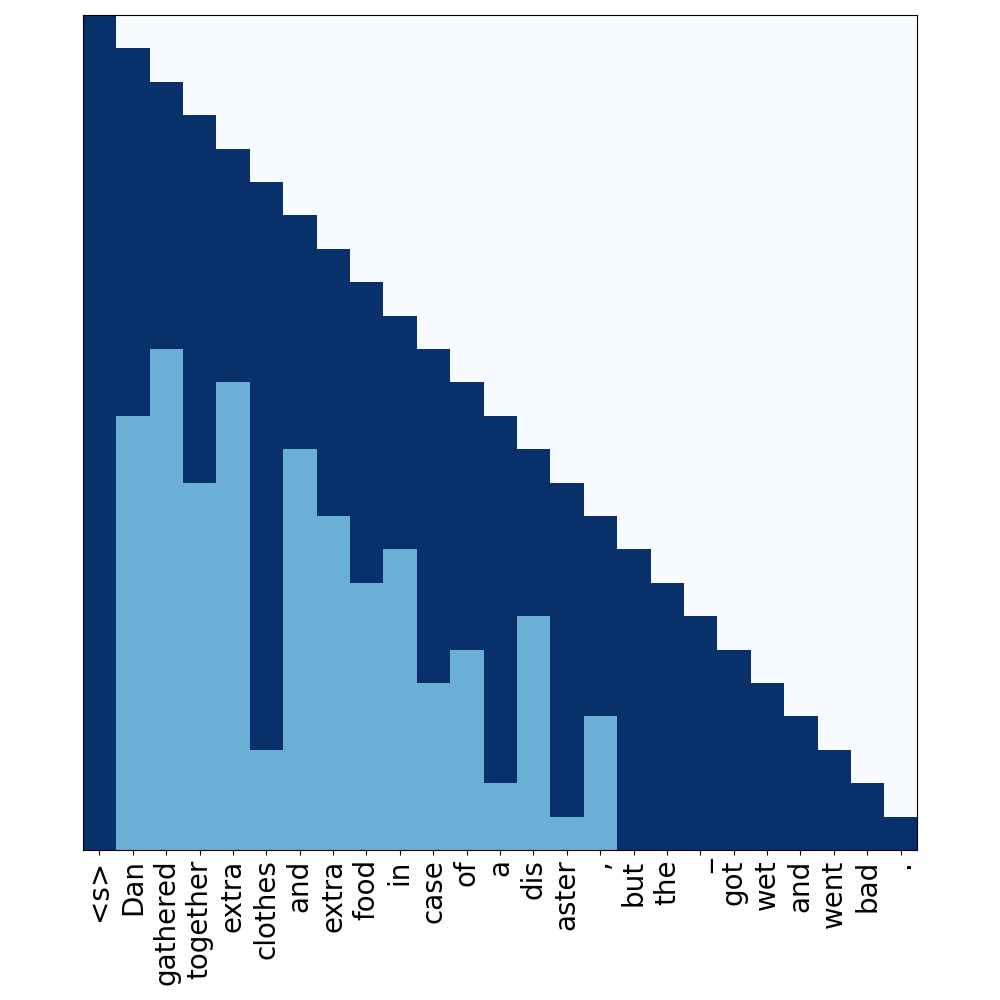 <s>
Dan
gathered
together
extra
clothes
and
extra
food
in
case
of
a
dis
aster
,
but
the
_
got
wet
and
went
bad
.